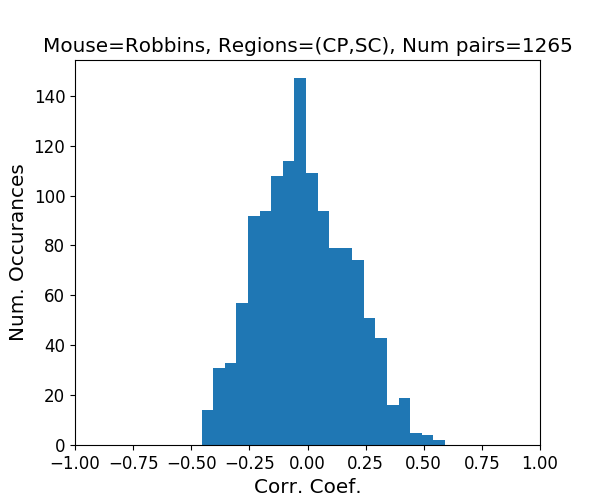 Mouse=Robbins, Regions=(CP,SC), Num pairs=1265
140
120
100
80
60
40
20
0
Num. Occurances
−1.00 −0.75 −0.50 −0.25 0.00 0.25 0.50 0.75 1.00
Corr. Coef.